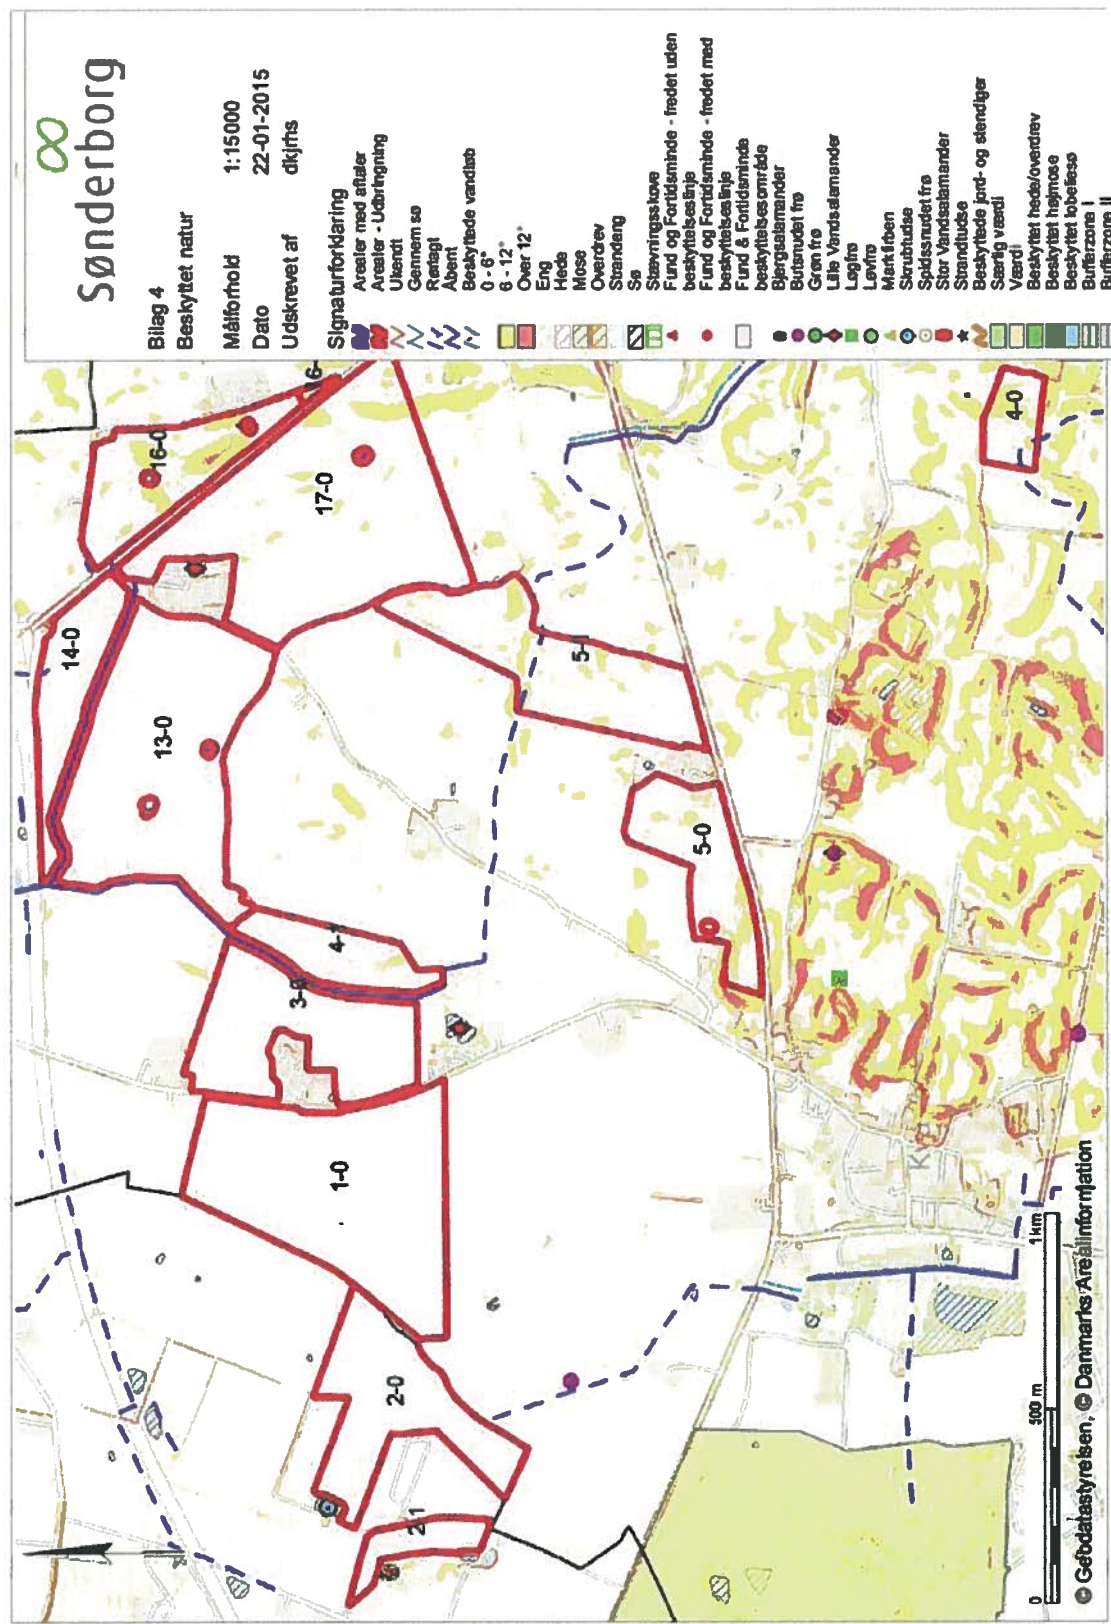 Sønderborg
Bilag 4
Beskyttet natur
Målforhold 1:15000
Dato 22-01-2015
Udskrevet af dkjrhs
Signaturforklaring
Arealer med aftaler
Arealer - Udbringning
Ukendt
Gennem sø
Rørlagt
Åbent
Beskyttede vandløb
0 - 6°
6 - 12°
Over 12°
Eng
Hede
Mose
Overdrev
Strandeng
Sø
Stævningsskove
Fund og Fortidsminde - fredet uden
beskyttelseslinje
Fund og Fortidsminde - fredet med
beskyttelseslinje
Fund & Fortidsminde
beskyttelsesområde
Bjergsalamander
Butsnudet frø
Grøn frø
Lille Vandsalamander
Løgfrø
Løvfrø
Markfirben
Skrubtudse
Spidssnudet frø
Stor Vandsalamander
Strandtudse
Beskyttede jord- og stendiger
Særlig værdi
Værdi
Beskyttet hede/overdrev
Beskyttet højmose
Beskyttet lobeliesø
Bufferzone I
Bufferzone II
16-0
17-0
14-0
13-0
5-1
5-0
4-0
4-1
3-0
1-0
2-0
2-1
0 500 m 1 km
© Geodatastyrelsen, © Danmarks Arealinformation